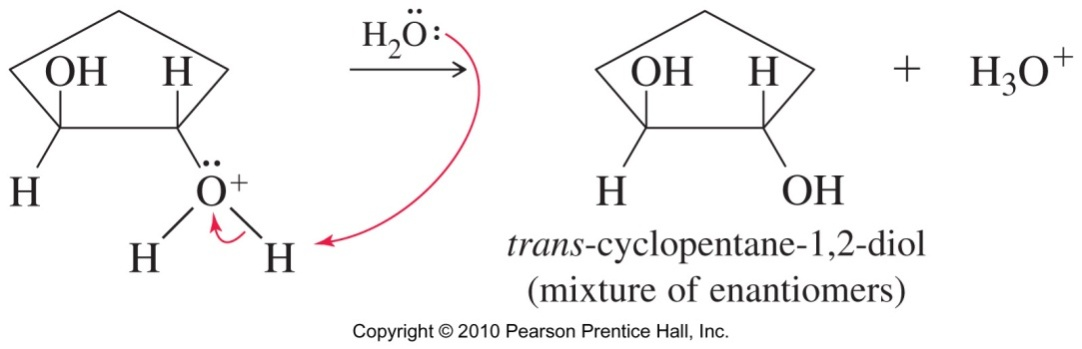 H₂Ö:
OH H
H
Ö⁺
H H
OH H
H OH
+ H₃O⁺
trans-cyclopentane-1,2-diol
(mixture of enantiomers)
Copyright © 2010 Pearson Prentice Hall, Inc.